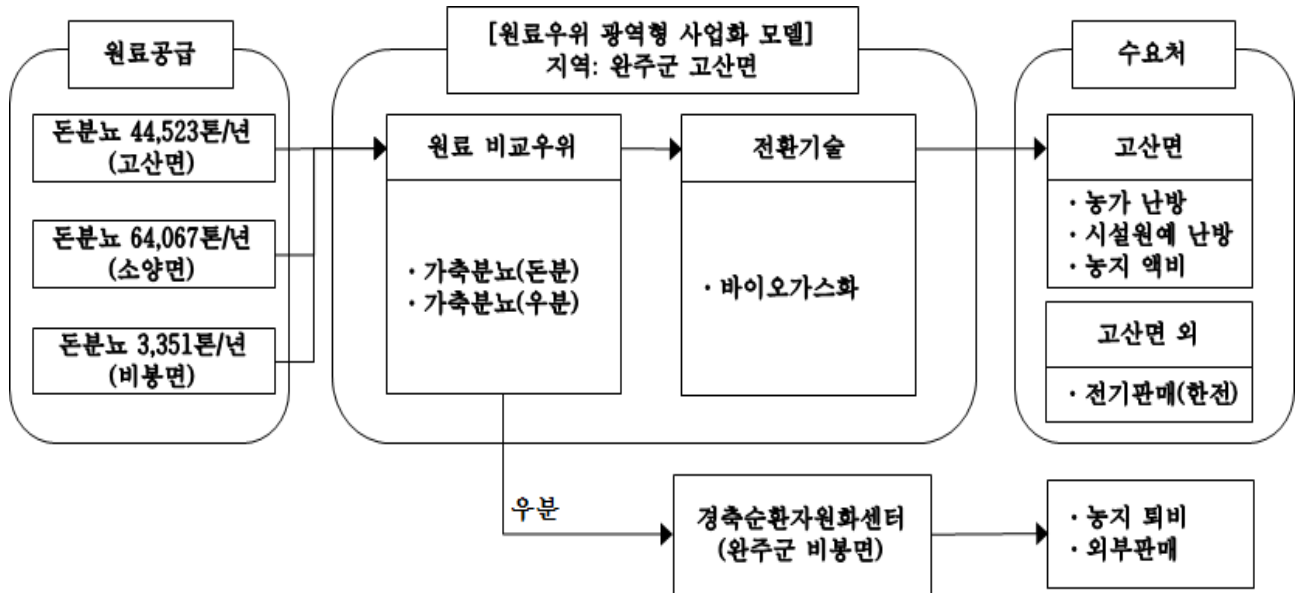 원료공급
돈분뇨 44,523톤/년
(고산면)
돈분뇨 64,067톤/년
(소양면)
돈분뇨 3,351톤/년
(비봉면)
[원료우위 광역형 사업화 모델]
지역: 완주군 고산면
원료 비교우위
· 가축분뇨(돈분)
· 가축분뇨(우분)
전환기술
· 바이오가스화
수요처
고산면
· 농가 난방
· 시설원예 난방
· 농지 액비
고산면 외
· 전기판매(한전)
우분
경축순환자원화센터
(완주군 비봉면)
· 농지 퇴비
· 외부판매